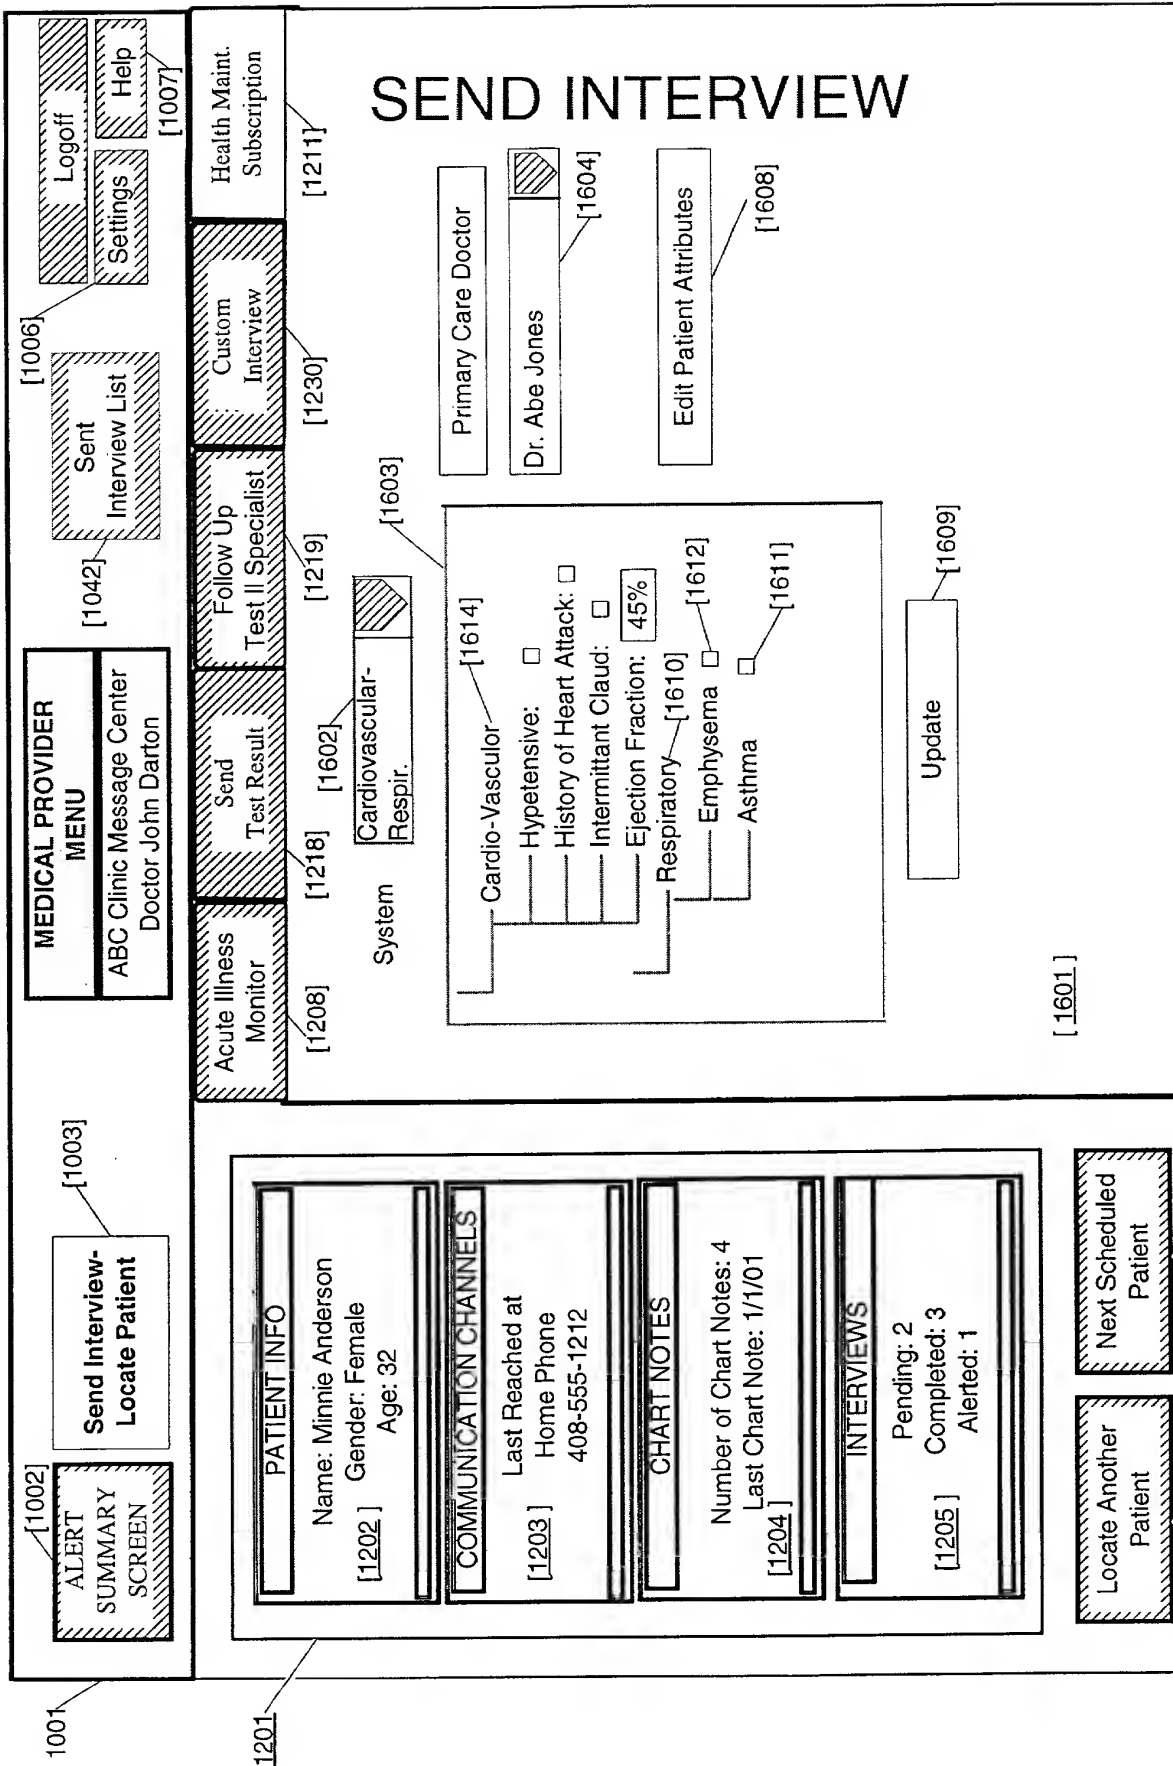 1001
[1002]
ALERT
SUMMARY
SCREEN
Send Interview-
Locate Patient
[1003]
MEDICAL PROVIDER
MENU
ABC Clinic Message Center
Doctor John Darton
[1042]
Sent
Interview List
[1006]
Logoff
Settings
Help
[1007]
Acute Illness
Monitor
[1208]
Send
Test Result
[1218]
Follow Up
Test II Specialist
[1219]
Custom
Interview
[1230]
Health Maint.
Subscription
[1211]
1201
PATIENT INFO
Name: Minnie Anderson
Gender: Female
Age: 32
[1202 ]
COMMUNICATION CHANNELS
Last Reached at
Home Phone
408-555-1212
[1203 ]
CHART NOTES
Number of Chart Notes: 4
Last Chart Note: 1/1/01
[1204 ]
INTERVIEWS
Pending: 2
Completed: 3
Alerted: 1
[1205 ]
Locate Another
Patient
Next Scheduled
Patient
SEND INTERVIEW
System
Cardiovascular-
Respir.
[1602]
[1603]
Cardio-Vasculor
[1614]
Hypetensive:
History of Heart Attack:
Intermittant Claud:
Ejection Fraction: 45%
Respiratory
[1610]
Emphysema
[1612]
Asthma
[1611]
Primary Care Doctor
Dr. Abe Jones
[1604]
Edit Patient Attributes
[1608]
Update
[1609]
[ 1601 ]